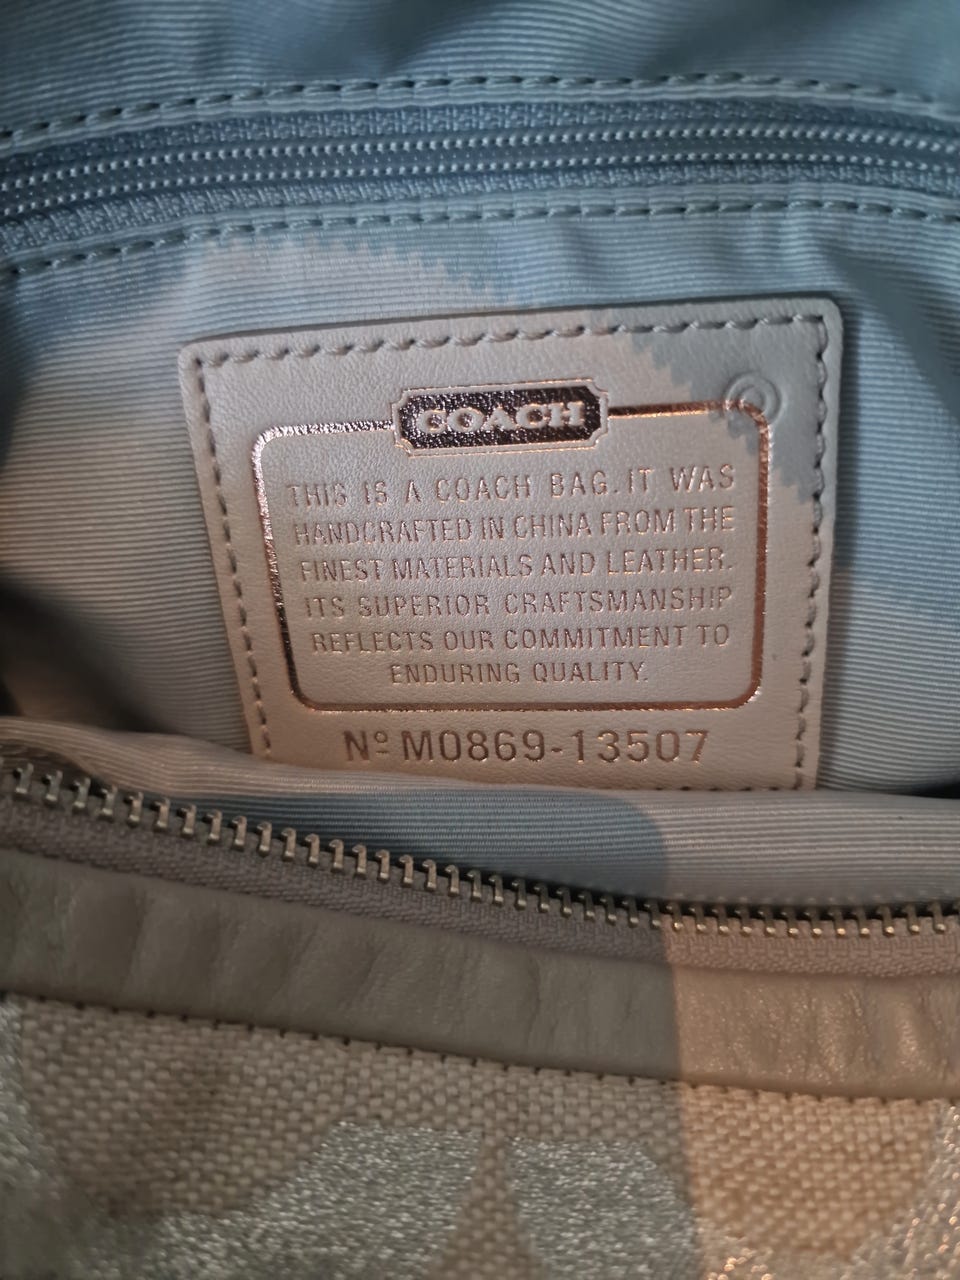 COACH
THIS IS A COACH BAG. IT WAS
HANDCRAFTED IN CHINA FROM THE
FINEST MATERIALS AND LEATHER.
ITS SUPERIOR CRAFTSMANSHIP
REFLECTS OUR COMMITMENT TO
ENDURING QUALITY.
Nº M0869-13507